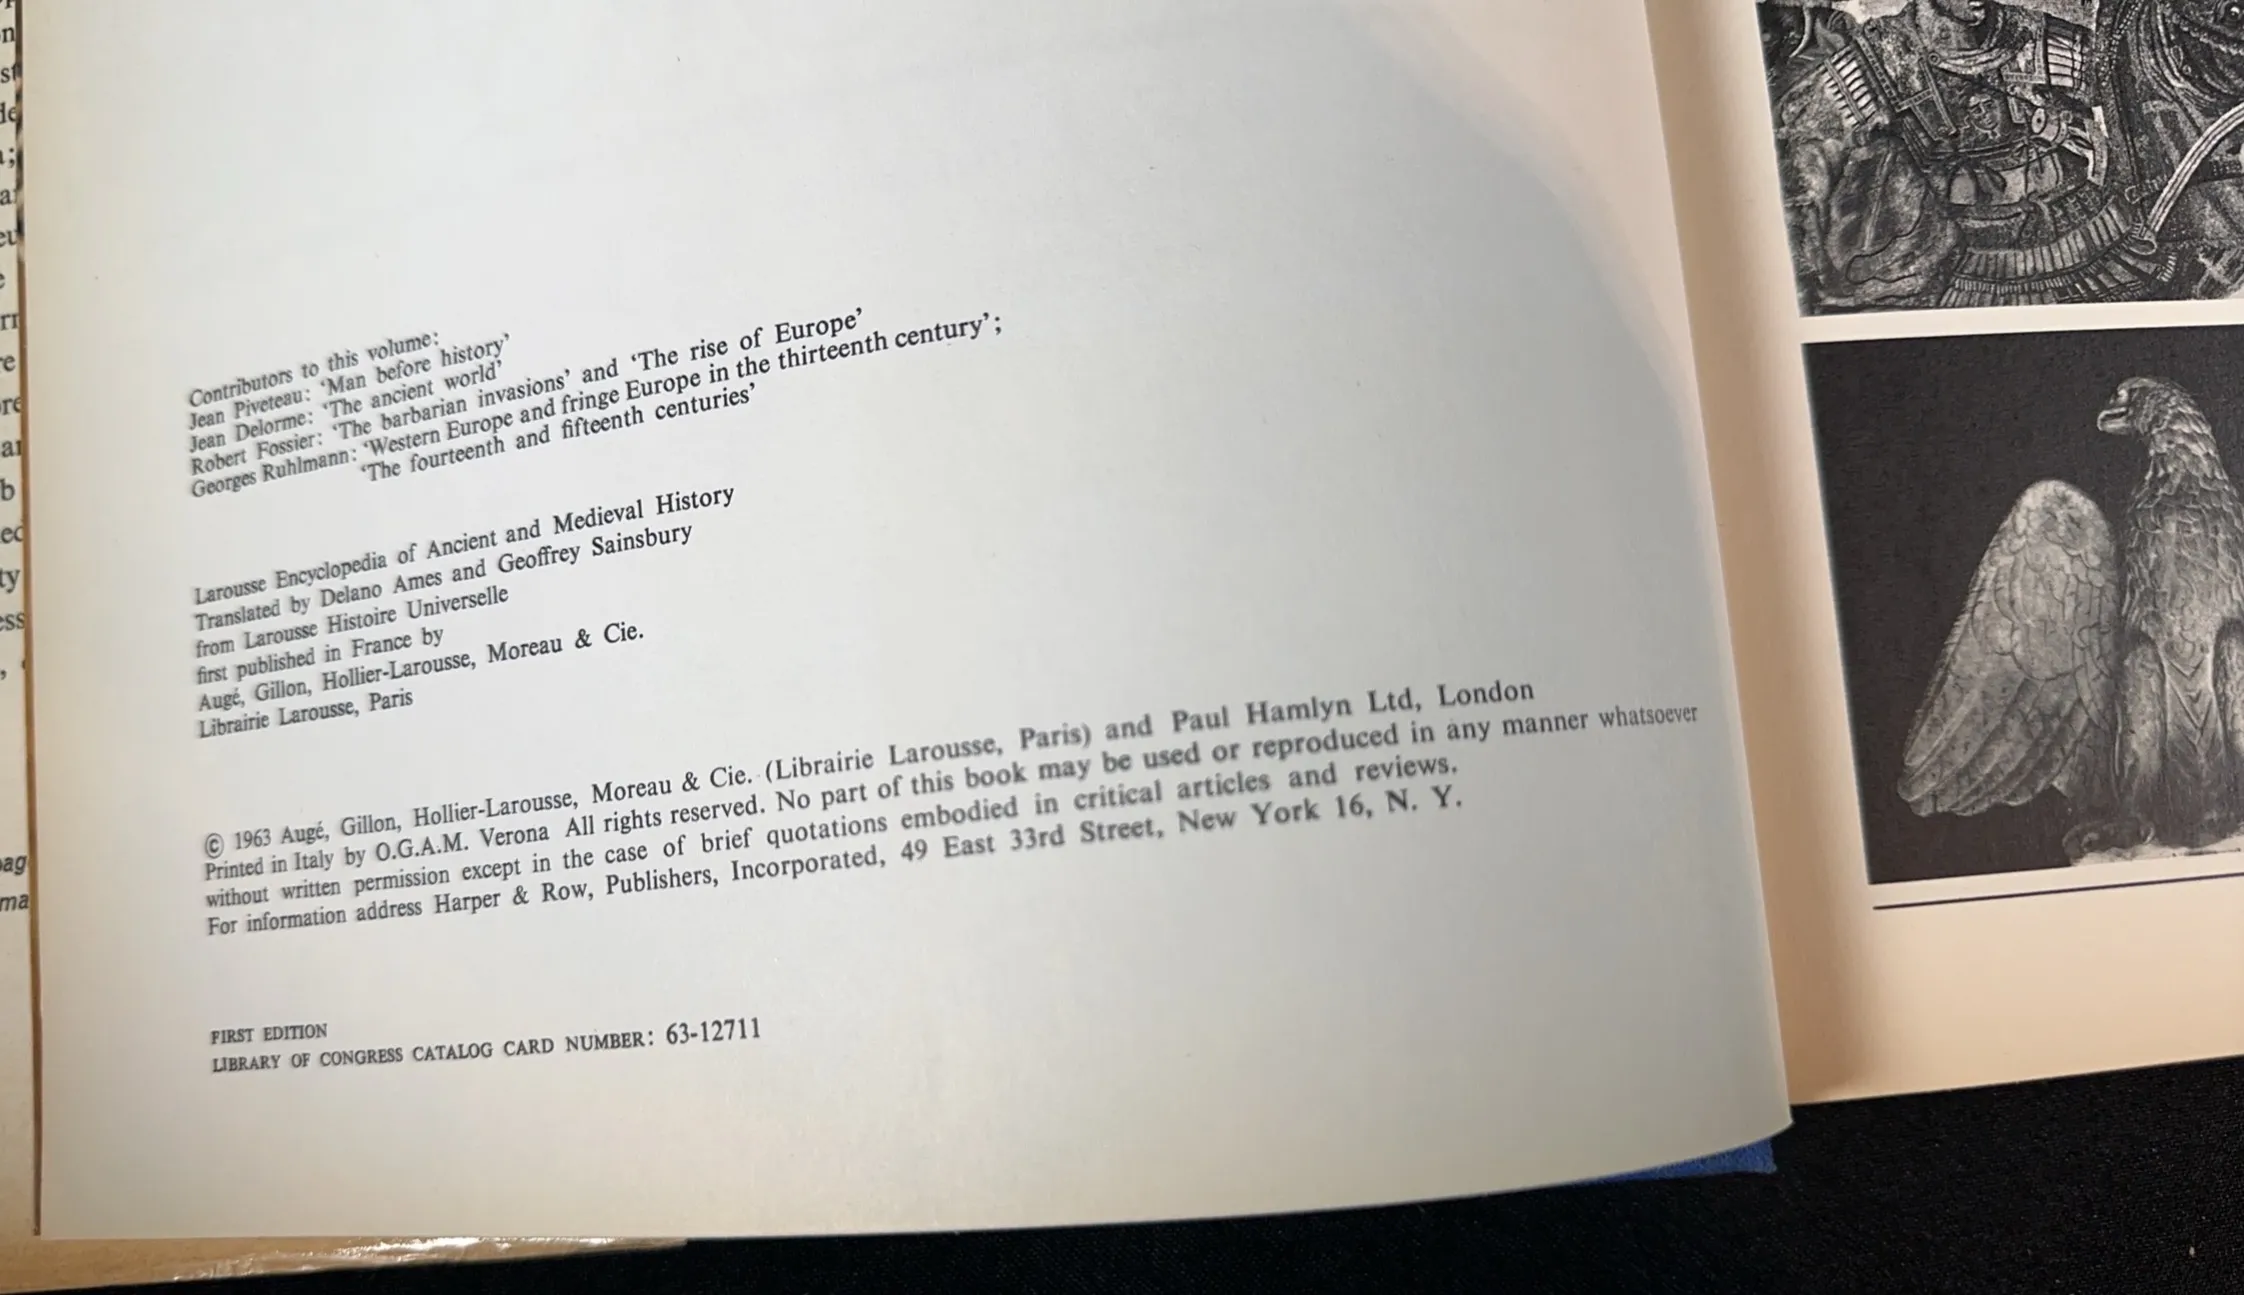 Contributors to this volume:
Jean Piveteau: ‘Man before history’
Jean Delorme: ‘The ancient world’
Robert Fossier: ‘The barbarian invasions’ and ‘The rise of Europe’
Georges Ruhlmann: ‘Western Europe and fringe Europe in the thirteenth century’;
‘The fourteenth and fifteenth centuries’
Larousse Encyclopedia of Ancient and Medieval History
Translated by Delano Ames and Geoffrey Sainsbury
from Larousse Histoire Universelle
first published in France by
Augé, Gillon, Hollier-Larousse, Moreau & Cie.
Librairie Larousse, Paris
© 1963 Augé, Gillon, Hollier-Larousse, Moreau & Cie. (Librairie Larousse, Paris) and Paul Hamlyn Ltd, London
Printed in Italy by O.G.A.M. Verona All rights reserved. No part of this book may be used or reproduced in any manner whatsoever
without written permission except in the case of brief quotations embodied in critical articles and reviews.
For information address Harper & Row, Publishers, Incorporated, 49 East 33rd Street, New York 16, N. Y.
FIRST EDITION
LIBRARY OF CONGRESS CATALOG CARD NUMBER: 63-12711